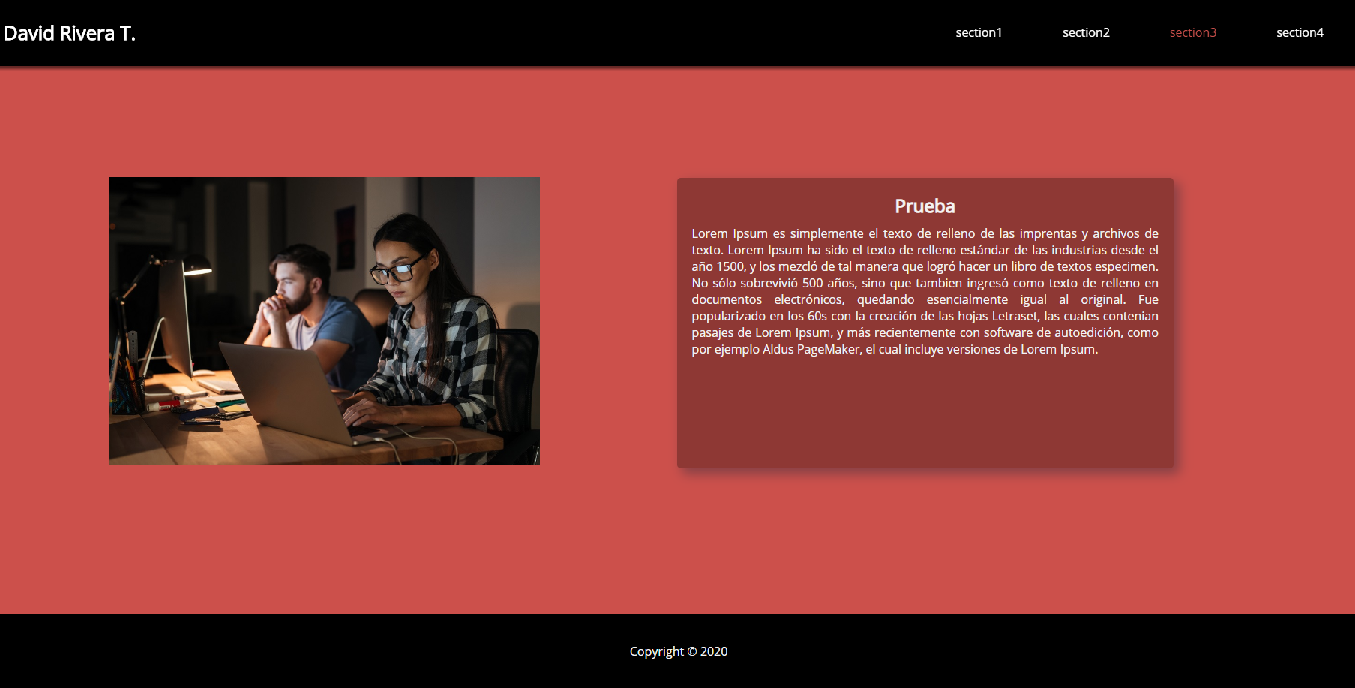 David Rivera T.
section1
section2
section3
section4
Prueba
Lorem Ipsum es simplemente el texto de relleno de las imprentas y archivos de
texto. Lorem Ipsum ha sido el texto de relleno estándar de las industrias desde el
año 1500, y los mezcló de tal manera que logró hacer un libro de textos especimen.
No sólo sobrevivió 500 años, sino que tambien ingresó como texto de relleno en
documentos electrónicos, quedando esencialmente igual al original. Fue
popularizado en los 60s con la creación de las hojas Letraset, las cuales contenian
pasajes de Lorem Ipsum, y más recientemente con software de autoedición, como
por ejemplo Aldus PageMaker, el cual incluye versiones de Lorem Ipsum.
Copyright © 2020